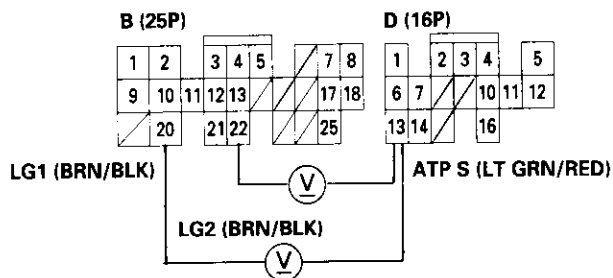 B (25P) D (16P)
1 2 3 4 5 7 8 1 2 3 4 5
9 10 11 12 13 17 18 6 7 10 11 12
20 21 22 25 13 14 16
LG1 (BRN/BLK) V ATP S (LT GRN/RED)
LG2 (BRN/BLK)
V